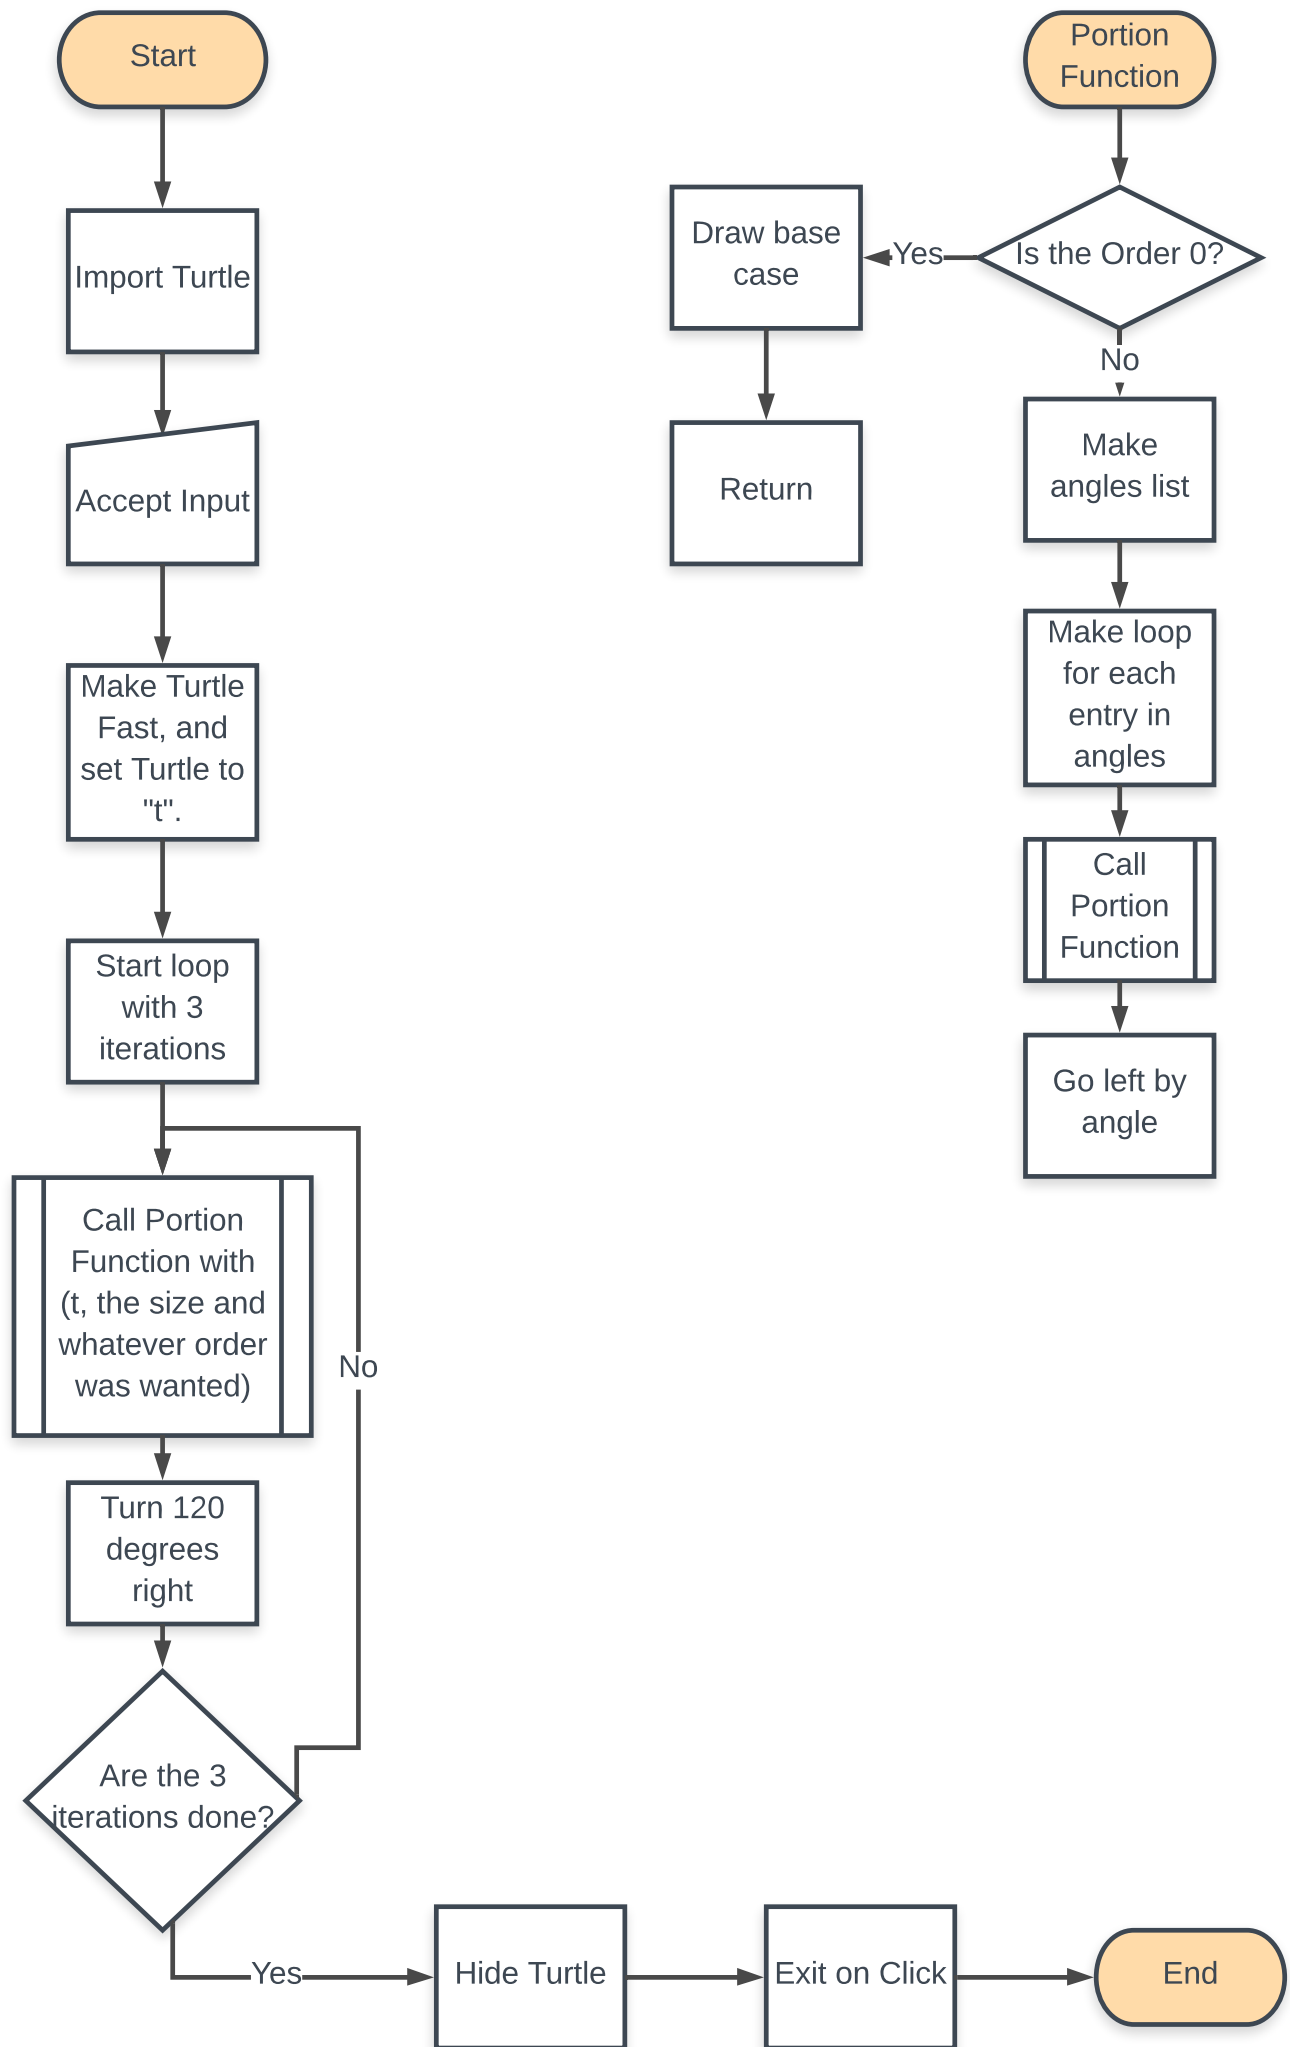 Start
Import Turtle
Accept Input
Make Turtle
Fast, and
set Turtle to
"t".
Start loop
with 3
iterations
Call Portion
Function with
(t, the size and
whatever order
was wanted)
No
Turn 120
degrees
right
Are the 3
iterations done?
Yes
Hide Turtle
Exit on Click
End
Portion
Function
Is the Order 0?
Yes
Draw base
case
Return
No
Make
angles list
Make loop
for each
entry in
angles
Call
Portion
Function
Go left by
angle